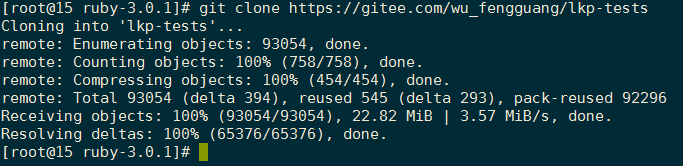 [root@15 ruby-3.0.1]# git clone https://gitee.com/wu_fengguang/lkp-tests
Cloning into 'lkp-tests'...
remote: Enumerating objects: 93054, done.
remote: Counting objects: 100% (758/758), done.
remote: Compressing objects: 100% (454/454), done.
remote: Total 93054 (delta 394), reused 545 (delta 293), pack-reused 92296
Receiving objects: 100% (93054/93054), 22.82 MiB | 3.57 MiB/s, done.
Resolving deltas: 100% (65376/65376), done.
[root@15 ruby-3.0.1]#